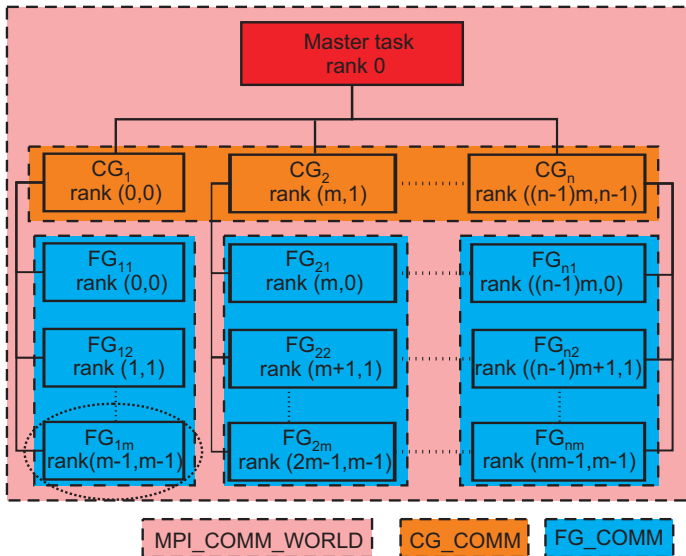 Master task
rank 0
CG₁
rank (0,0)
CG₂
rank (m,1)
CGₙ
rank ((n-1)m,n-1)
FG₁₁
rank (0,0)
FG₂₁
rank (m,0)
FGₙ₁
rank ((n-1)m,0)
FG₁₂
rank (1,1)
FG₂₂
rank (m+1,1)
FGₙ₂
rank ((n-1)m+1,1)
FG₁ₘ
rank(m-1,m-1)
FG₂ₘ
rank (2m-1,m-1)
FGₙₘ
rank (nm-1,m-1)
MPI_COMM_WORLD
CG_COMM
FG_COMM